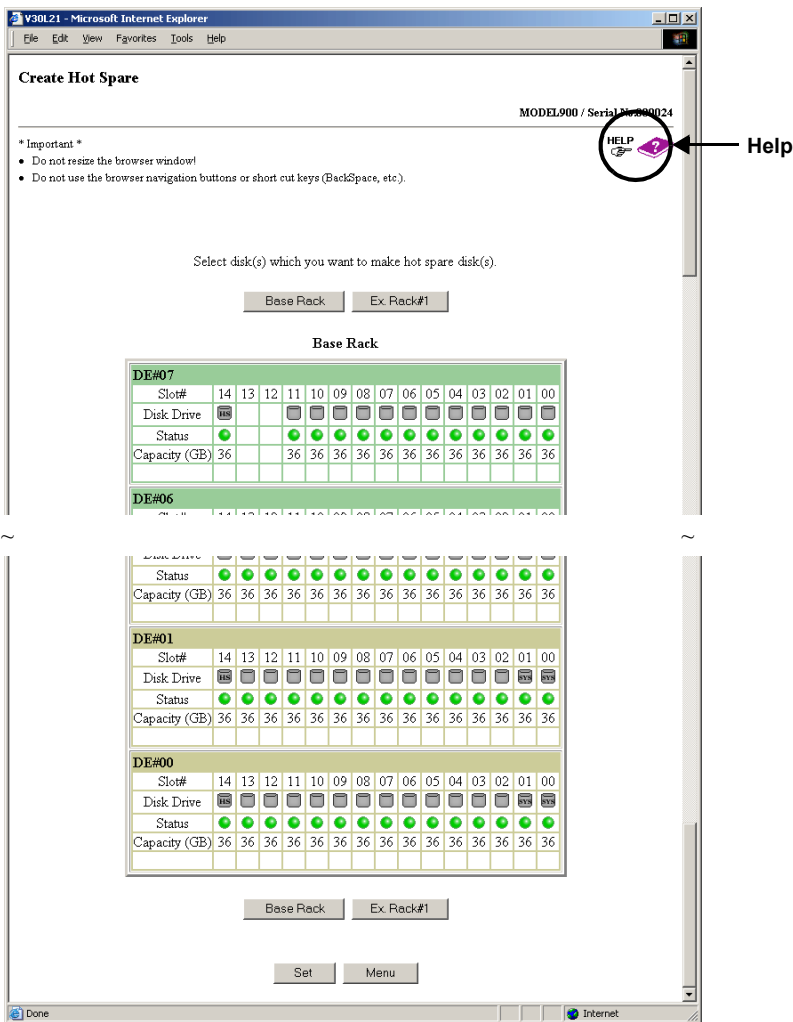 V30L21 - Microsoft Internet Explorer
File Edit View Favorites Tools Help
Create Hot Spare
MODEL900 / Serial No.
* Important *
HELP ?
Help
• Do not resize the browser window!
• Do not use the browser navigation buttons or short cut keys (BackSpace, etc.).
Select disk(s) which you want to make hot spare disk(s).
Base Rack Ex. Rack#1
Base Rack
DE#07
Slot# 14 13 12 11 10 09 08 07 06 05 04 03 02 01 00
Disk Drive HS
Status
Capacity (GB) 36 36 36 36 36 36 36 36 36 36 36 36 36
DE#06
~ ~
Disk Drive
Status
Capacity (GB) 36 36 36 36 36 36 36 36 36 36 36 36 36 36 36
DE#01
Slot# 14 13 12 11 10 09 08 07 06 05 04 03 02 01 00
Disk Drive HS SYS SYS
Status
Capacity (GB) 36 36 36 36 36 36 36 36 36 36 36 36 36 36 36
DE#00
Slot# 14 13 12 11 10 09 08 07 06 05 04 03 02 01 00
Disk Drive HS SYS SYS
Status
Capacity (GB) 36 36 36 36 36 36 36 36 36 36 36 36 36 36 36
Base Rack Ex. Rack#1
Set Menu
Done Internet